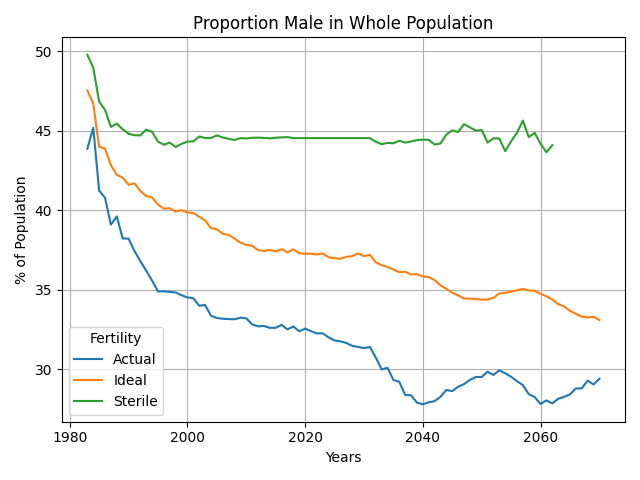 Proportion Male in Whole Population
% of Population
50
45
40
35
30
Fertility
Actual
Ideal
Sterile
1980
2000
2020
2040
2060
Years